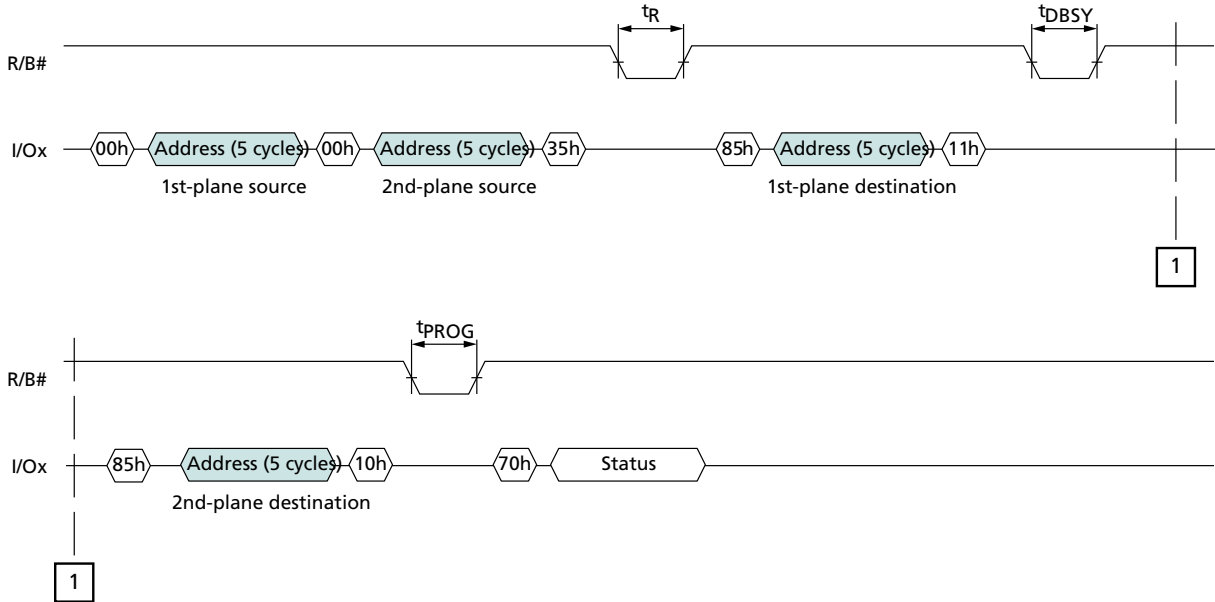 tR tDBSY
R/B#
I/Ox 00h Address (5 cycles) 00h Address (5 cycles) 35h 85h Address (5 cycles) 11h
1st-plane source 2nd-plane source 1st-plane destination
1
tPROG
R/B#
I/Ox 85h Address (5 cycles) 10h 70h Status
2nd-plane destination
1